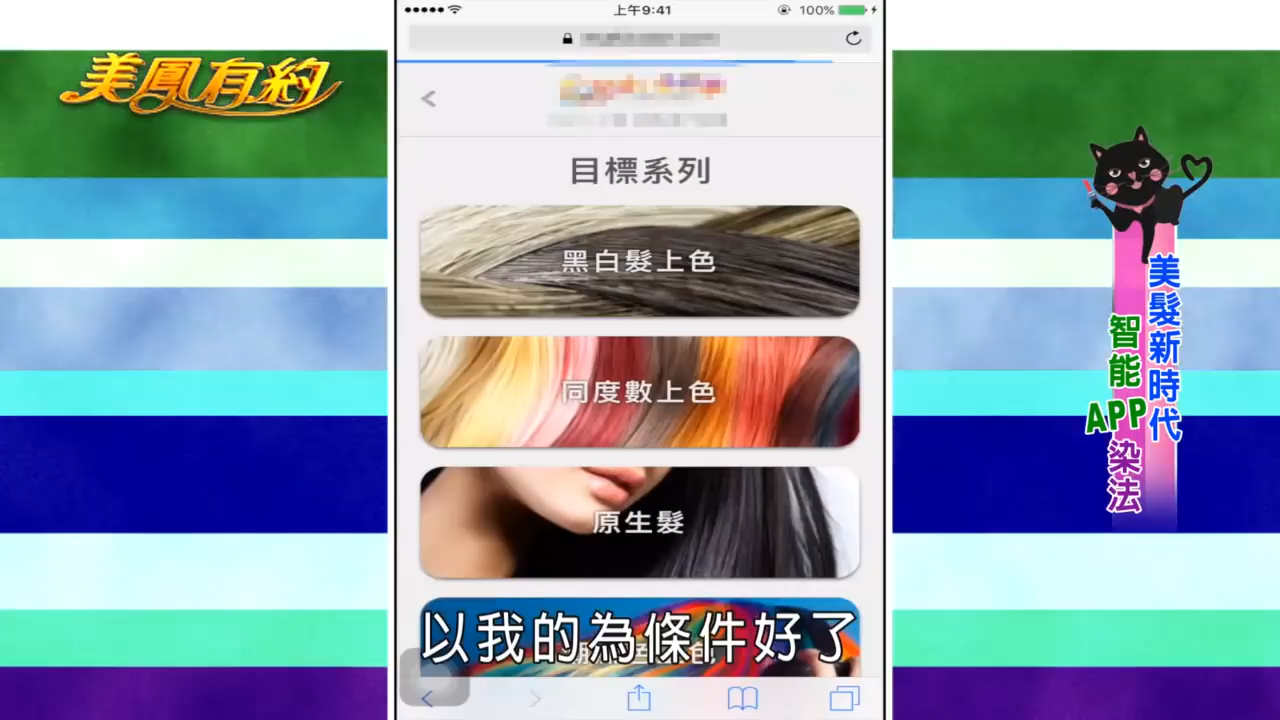 上午9:41
100%
美鳳有約
目標系列
黑白髮上色
同度數上色
原生髮
以我的為條件好了
美髮新時代
智能APP染法